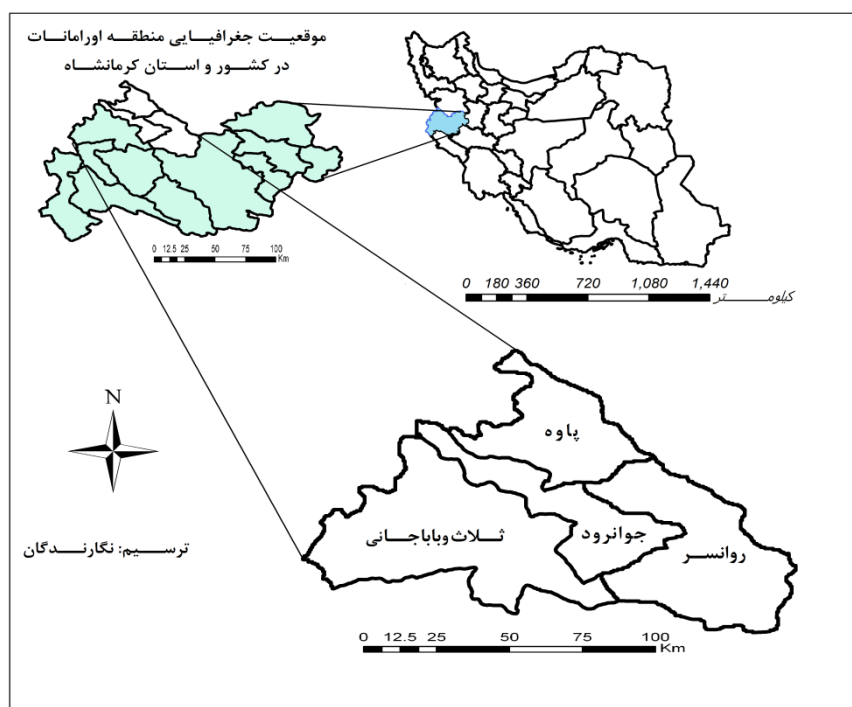 موقعیت جغرافیایی منطقه اورامانات
در کشور و استان کرمانشاه
0 12.5 25 50 75 100
Km
0 180 360 720 1,080 1,440
کیلومتر
N
پاوه
جوانرود
ثلاث وباباجانی
روانسر
ترسیم: نگارندگان
0 12.5 25 50 75 100
Km